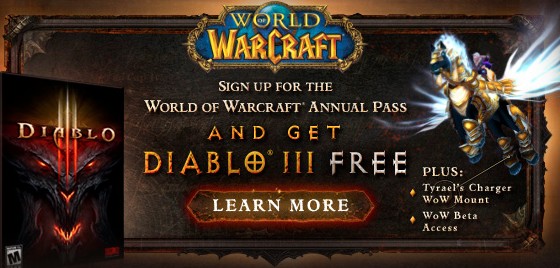 WORLD
OF
WARCRAFT
SIGN UP FOR THE
WORLD OF WARCRAFT® ANNUAL PASS
AND GET
DIABLO® III FREE
LEARN MORE
DIABLO
III
M
PLUS:
Tyrael's Charger
WoW Mount
WoW Beta
Access